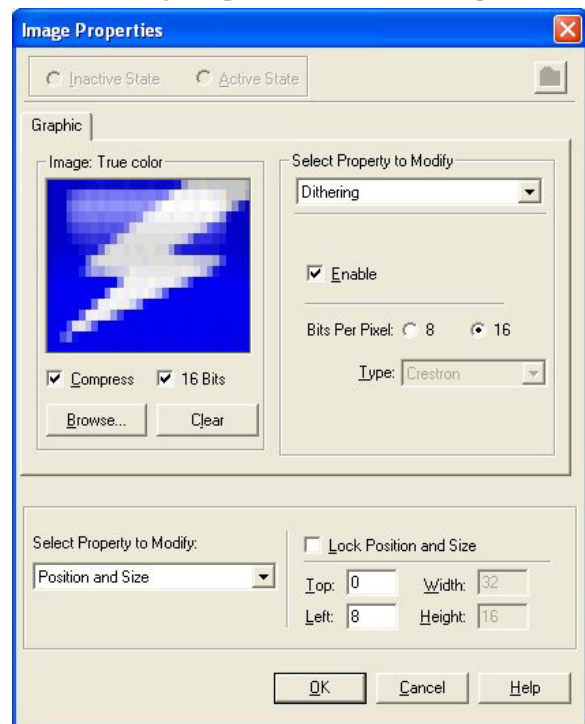 Image Properties
Inactive State Active State
Graphic
Image: True color
Select Property to Modify
Dithering
Enable
Bits Per Pixel: 8 16
Type: Crestron
Compress 16 Bits
Browse... Clear
Select Property to Modify:
Position and Size
Lock Position and Size
Top: 0 Width: 32
Left: 8 Height: 16
OK Cancel Help